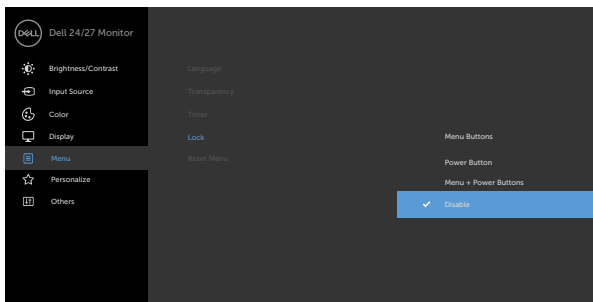 DELL Dell 24/27 Monitor
Brightness/Contrast
Input Source
Color
Display
Menu
Personalize
Others
Language
Transparency
Timer
Lock
Reset Menu
Menu Buttons
Power Button
Menu + Power Buttons
Disable